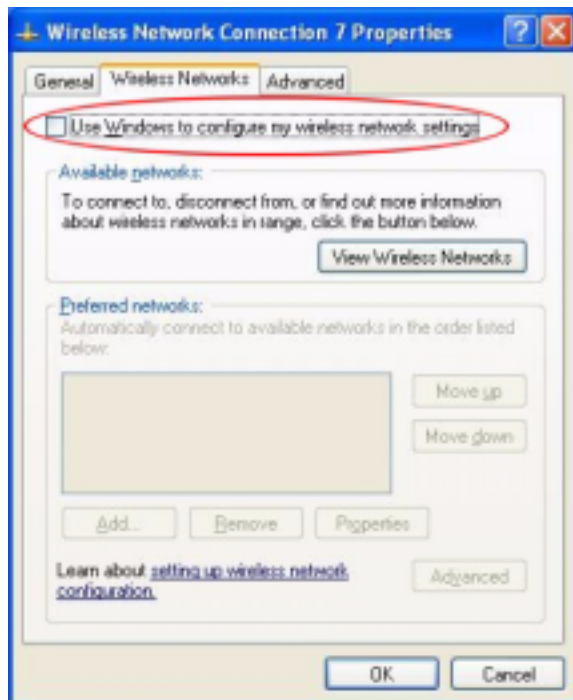 Wireless Network Connection 7 Properties
General Wireless Networks Advanced
Use Windows to configure my wireless network settings
Available networks:
To connect to, disconnect from, or find out more information
about wireless networks in range, click the button below.
View Wireless Networks
Preferred networks:
Automatically connect to available networks in the order listed
below:
Move up
Move down
Add... Remove Properties
Learn about setting up wireless network
configuration.
Advanced
OK Cancel